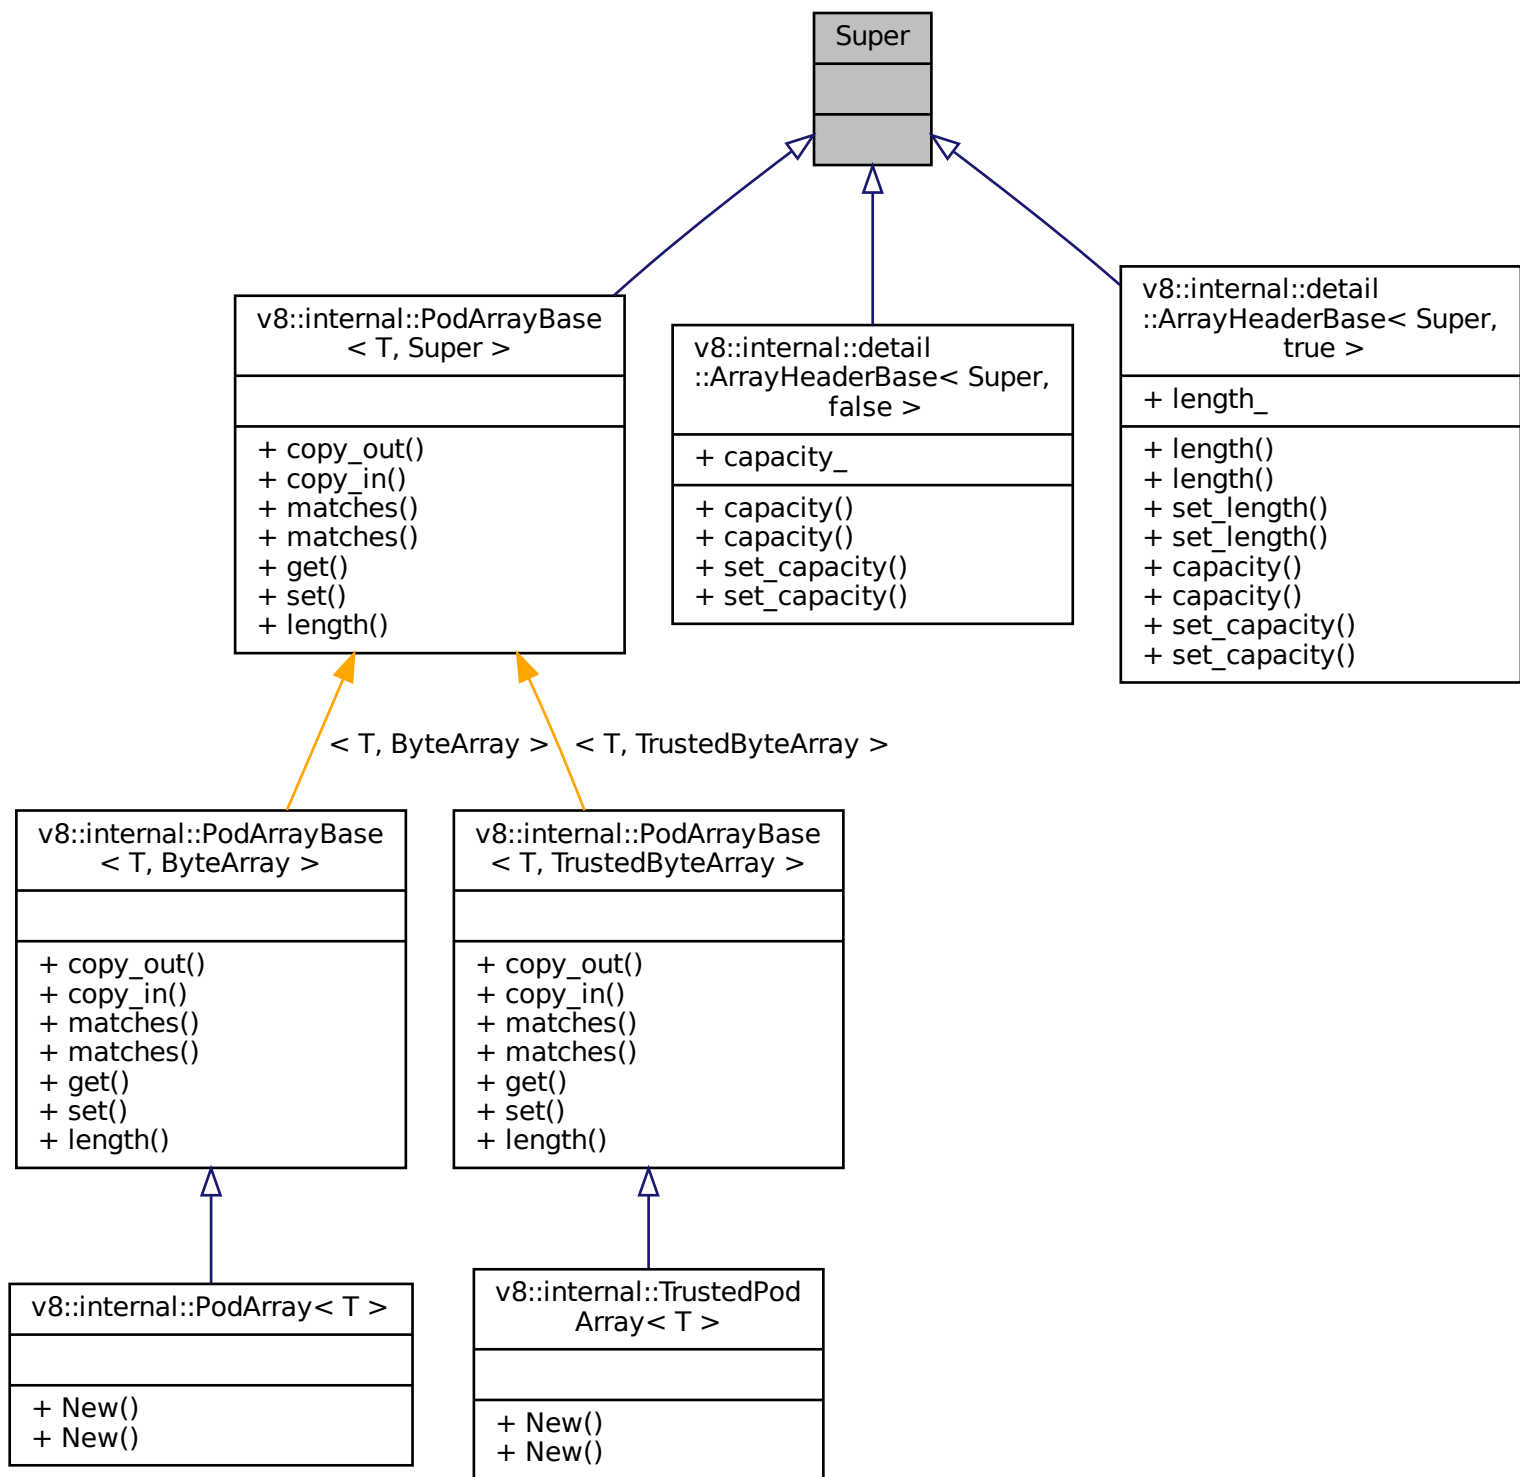 Super
v8::internal::PodArrayBase
< T, Super >
+ copy_out()
+ copy_in()
+ matches()
+ matches()
+ get()
+ set()
+ length()
v8::internal::detail
::ArrayHeaderBase< Super,
false >
+ capacity_
+ capacity()
+ capacity()
+ set_capacity()
+ set_capacity()
v8::internal::detail
::ArrayHeaderBase< Super,
true >
+ length_
+ length()
+ length()
+ set_length()
+ set_length()
+ capacity()
+ capacity()
+ set_capacity()
+ set_capacity()
< T, ByteArray >
< T, TrustedByteArray >
v8::internal::PodArrayBase
< T, ByteArray >
+ copy_out()
+ copy_in()
+ matches()
+ matches()
+ get()
+ set()
+ length()
v8::internal::PodArrayBase
< T, TrustedByteArray >
+ copy_out()
+ copy_in()
+ matches()
+ matches()
+ get()
+ set()
+ length()
v8::internal::PodArray< T >
+ New()
+ New()
v8::internal::TrustedPod
Array< T >
+ New()
+ New()